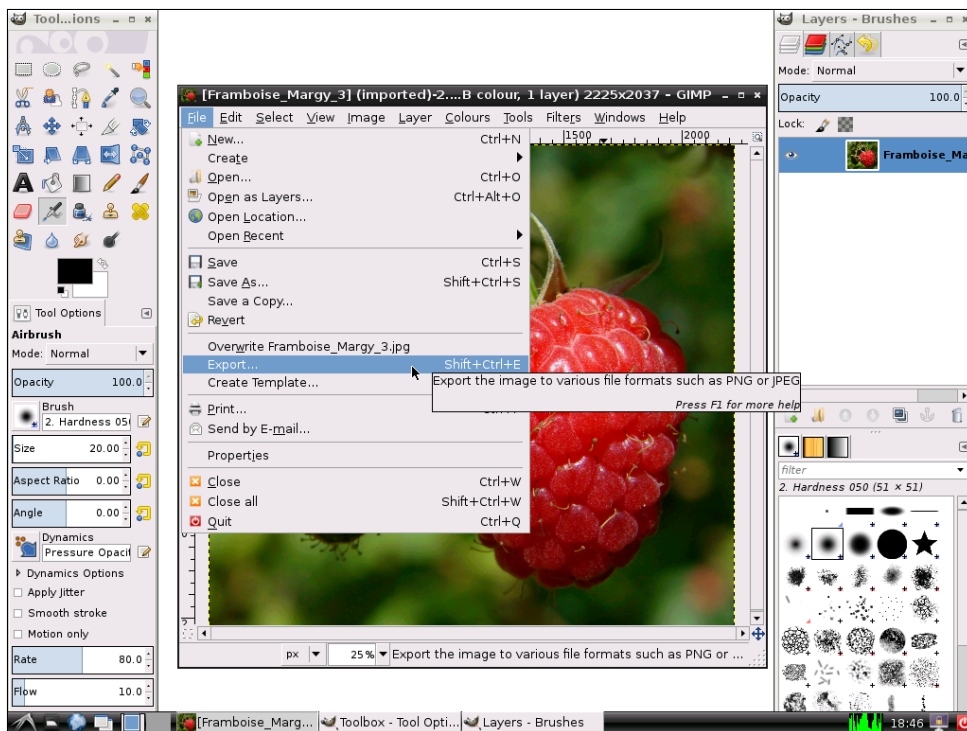 Tool...ions
Layers - Brushes
[Framboise_Margy_3] (imported)-2....B colour, 1 layer) 2225x2037 – GIMP
File Edit Select View Image Layer Colours Tools Filters Windows Help
1500 2000
New... Ctrl+N
Create
Open... Ctrl+O
Open as Layers... Ctrl+Alt+O
Open Location...
Open Recent
Save Ctrl+S
Save As... Shift+Ctrl+S
Save a Copy...
Revert
Overwrite Framboise_Margy_3.jpg
Export... Shift+Ctrl+E
Create Template...
Print...
Send by E-mail...
Properties
Close Ctrl+W
Close all Shift+Ctrl+W
Quit Ctrl+Q
Export the image to various file formats such as PNG or JPEG
Press F1 for more help
px 25% Export the image to various file formats such as PNG or ...
Tool Options
Airbrush
Mode: Normal
Opacity 100.0
Brush
2. Hardness 05
Size 20.00
Aspect Ratio 0.00
Angle 0.00
Dynamics
Pressure Opaci
Dynamics Options
Apply Jitter
Smooth stroke
Motion only
Rate 80.0
Flow 10.0
Mode: Normal
Opacity 100.0
Lock:
Framboise_Ma
filter
2. Hardness 050 (51 × 51)
[Framboise_Marg...
Toolbox - Tool Opti...
Layers - Brushes
18:46